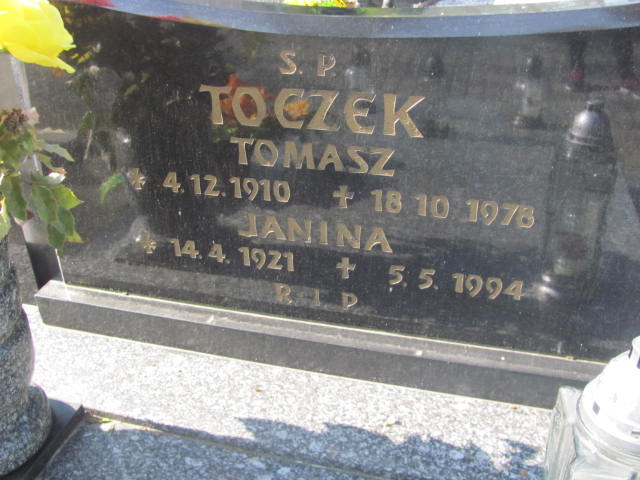 S. P.
TOCZEK
TOMASZ
* 4.12.1910 ✝ 18 10 1978
JANINA
* 14.4.1921 ✝ 5.5.1994
R I P